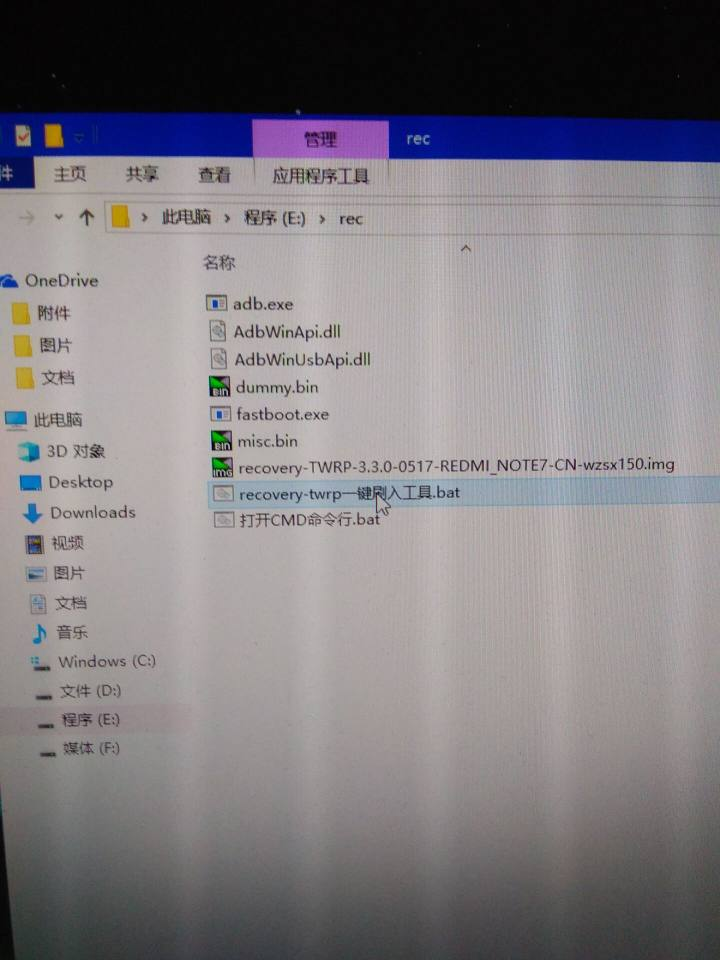 管理 rec
件 主页 共享 查看 应用程序工具
此电脑 程序 (E:) rec
名称
OneDrive
附件
图片
文档
此电脑
3D 对象
Desktop
Downloads
视频
图片
文档
音乐
Windows (C:)
文件 (D:)
程序 (E:)
媒体 (F:)
adb.exe
AdbWinApi.dll
AdbWinUsbApi.dll
dummy.bin
fastboot.exe
misc.bin
recovery-TWRP-3.3.0-0517-REDMI_NOTE7-CN-wzsx150.img
recovery-twrp一键刷入工具.bat
打开CMD命令行.bat
BIN
BIN
IMG